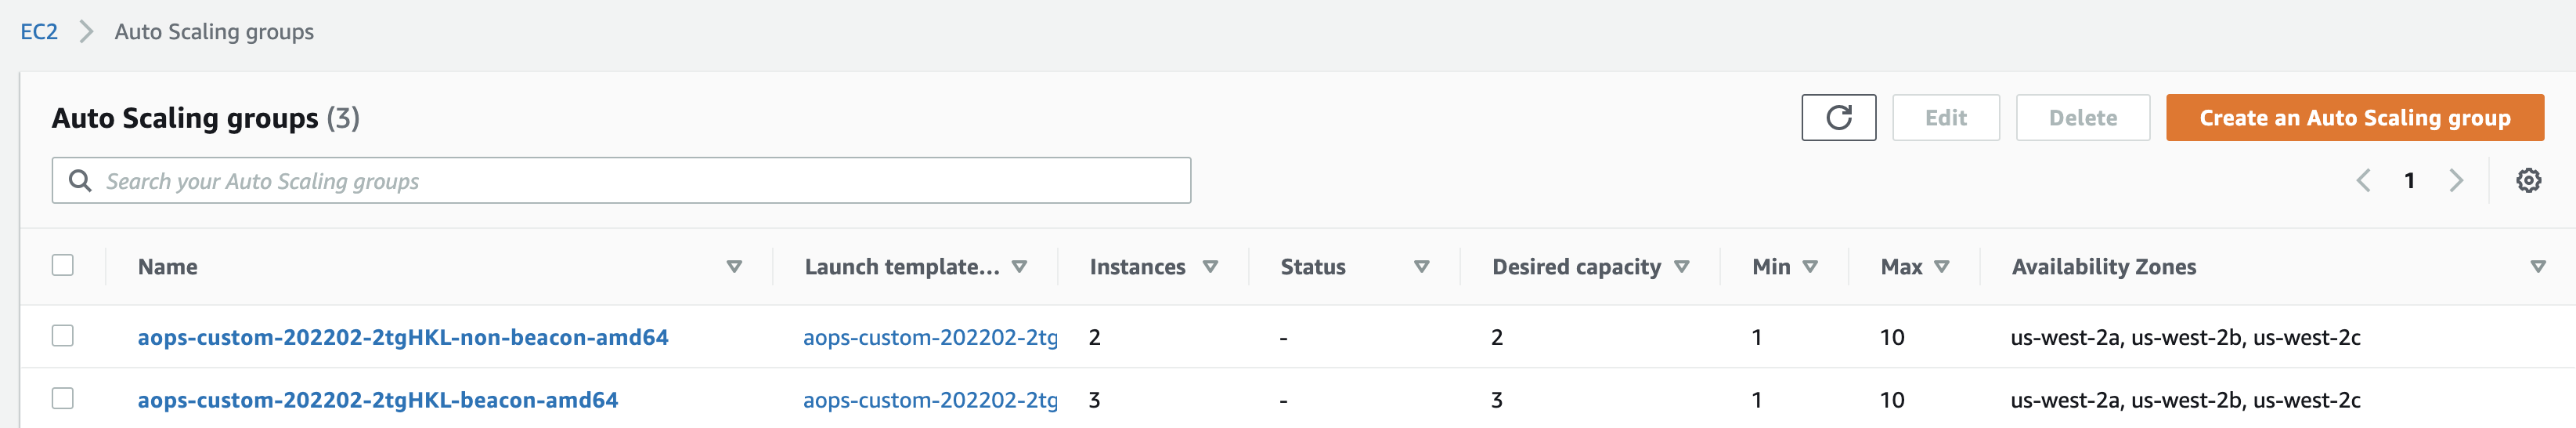 EC2 > Auto Scaling groups
Auto Scaling groups (3)
Edit Delete Create an Auto Scaling group
Search your Auto Scaling groups
1
Name Launch template... Instances Status Desired capacity Min Max Availability Zones
aops-custom-202202-2tgHKL-non-beacon-amd64 aops-custom-202202-2tg 2 - 2 1 10 us-west-2a, us-west-2b, us-west-2c
aops-custom-202202-2tgHKL-beacon-amd64 aops-custom-202202-2tg 3 - 3 1 10 us-west-2a, us-west-2b, us-west-2c